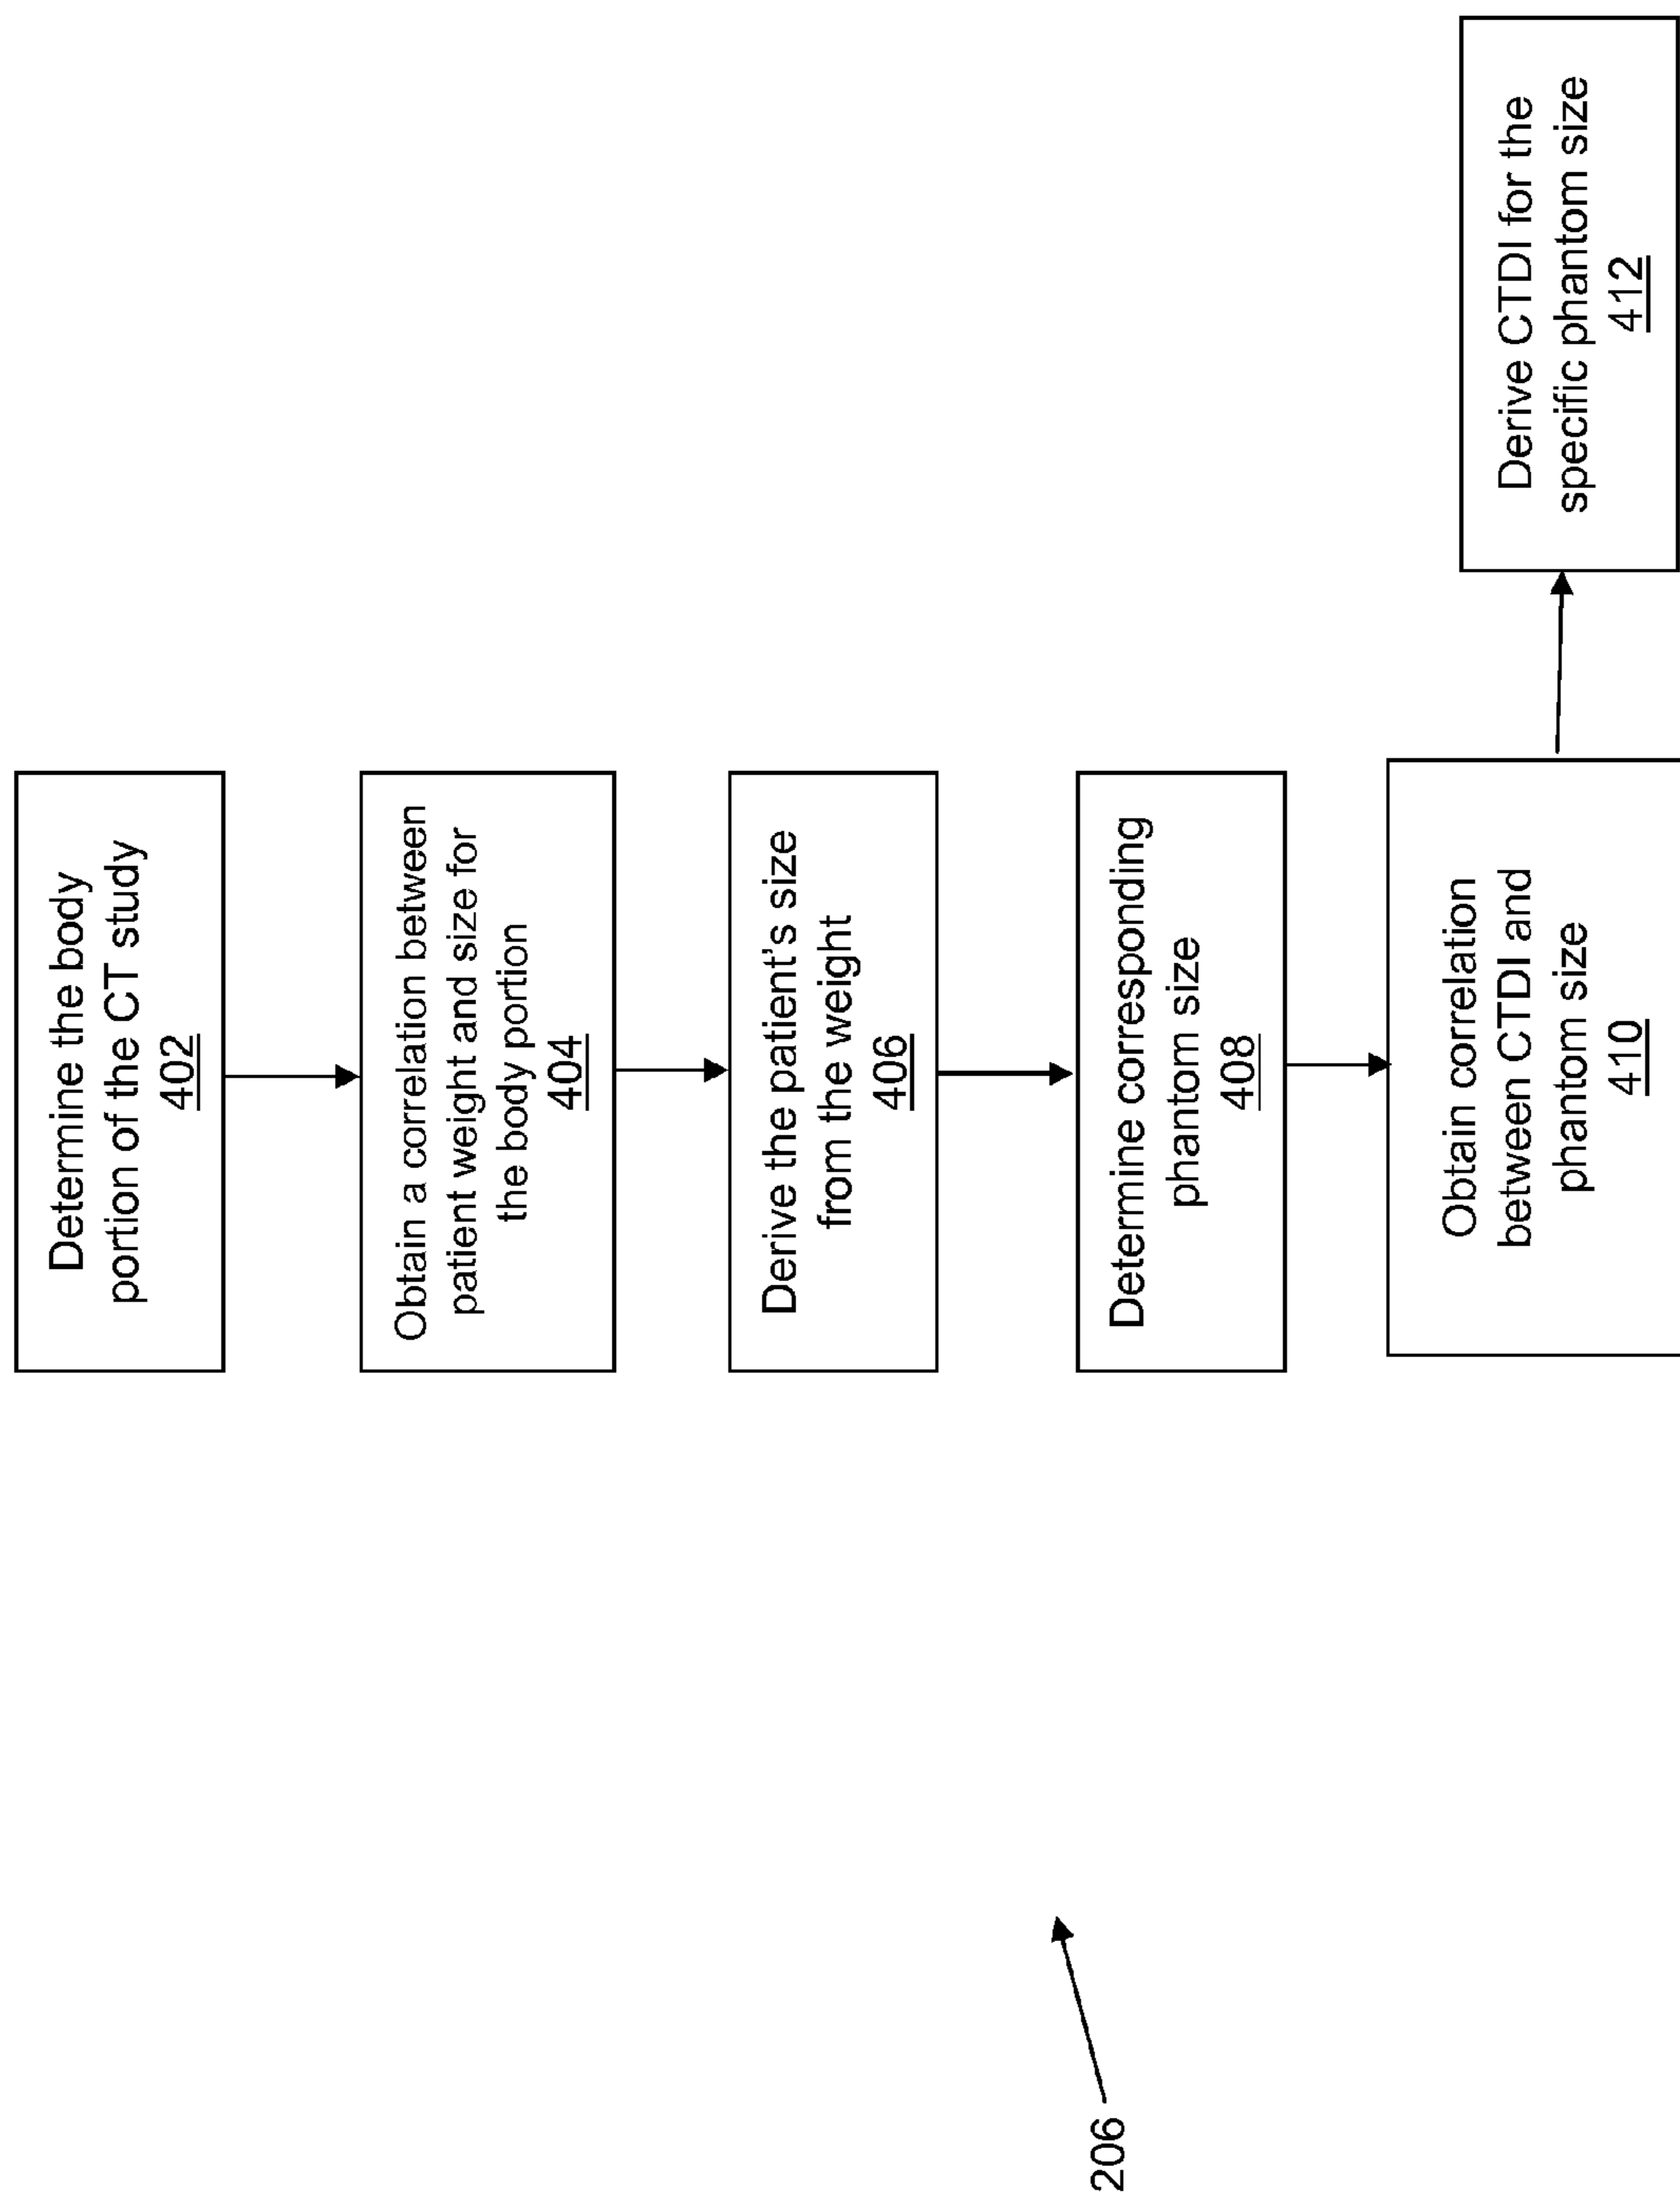 Determine the body
portion of the CT study
402
Obtain a correlation between
patient weight and size for
the body portion
404
Derive the patient's size
from the weight
406
Determine corresponding
phantom size
408
Obtain correlation
between CTDI and
phantom size
410
Derive CTDI for the
specific phantom size
412
206